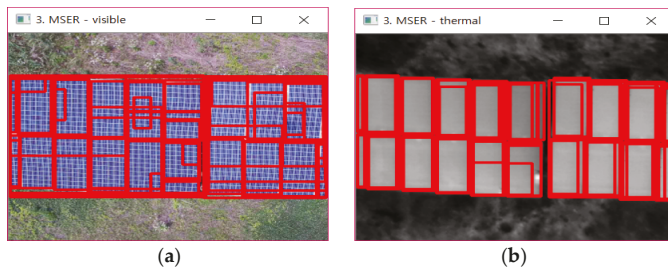 3. MSER - visible
3. MSER - thermal
(a)
(b)